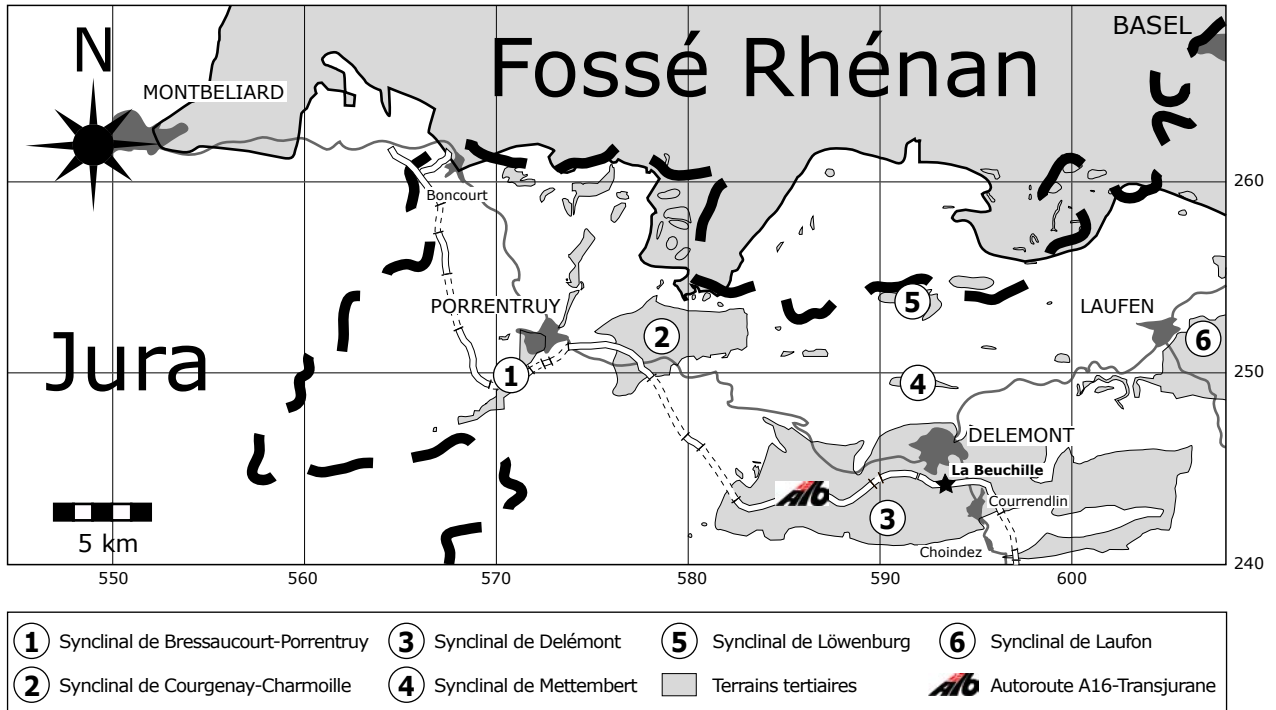 BASEL
N
Fossé Rhénan
MONTBELIARD
260
Boncourt
PORRENTRUY
5
LAUFEN
2
6
Jura
1
4
250
DELEMONT
La Beuchille
A16
Courrendlin
3
5 km
Choindez
240
550
560
570
580
590
600
1 Synclinal de Bressaucourt-Porrentruy
3 Synclinal de Delémont
5 Synclinal de Löwenburg
6 Synclinal de Laufon
2 Synclinal de Courgenay-Charmoille
4 Synclinal de Mettembert
Terrains tertiaires
A16 Autoroute A16-Transjurane